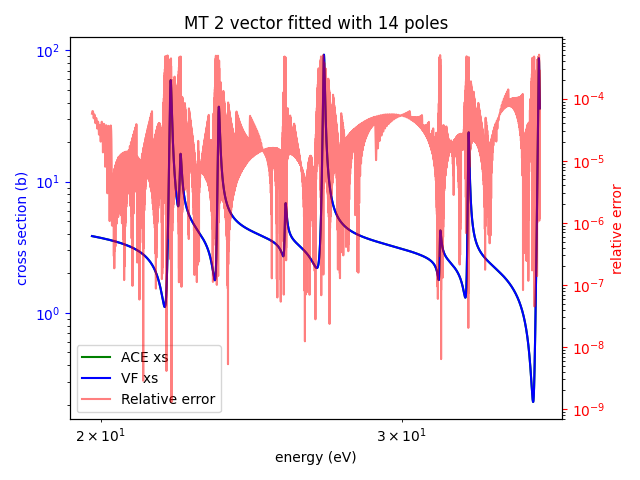 MT 2 vector fitted with 14 poles
10²
10¹
10⁰
cross section (b)
10⁻⁴
10⁻⁵
10⁻⁶
10⁻⁷
10⁻⁸
10⁻⁹
relative error
ACE xs
VF xs
Relative error
2 × 10¹
3 × 10¹
energy (eV)